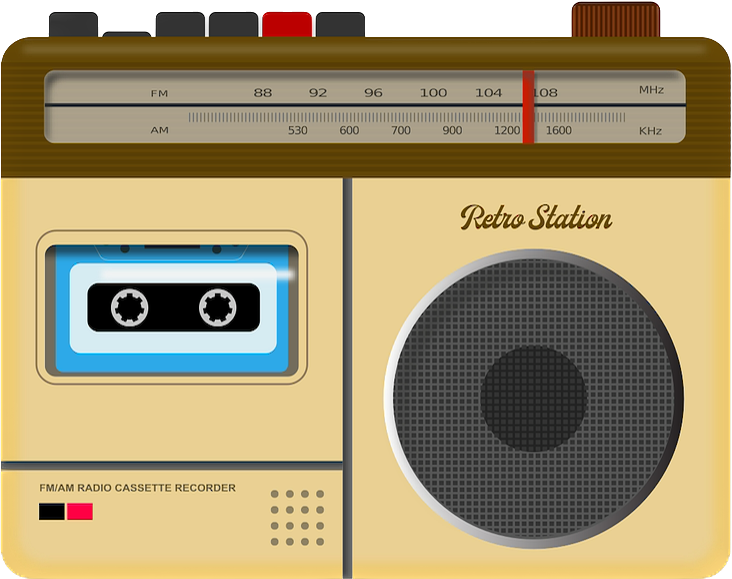 FM 88 92 96 100 104 108 MHz
AM 530 600 700 900 1200 1600 KHz
Retro Station
FM/AM RADIO CASSETTE RECORDER